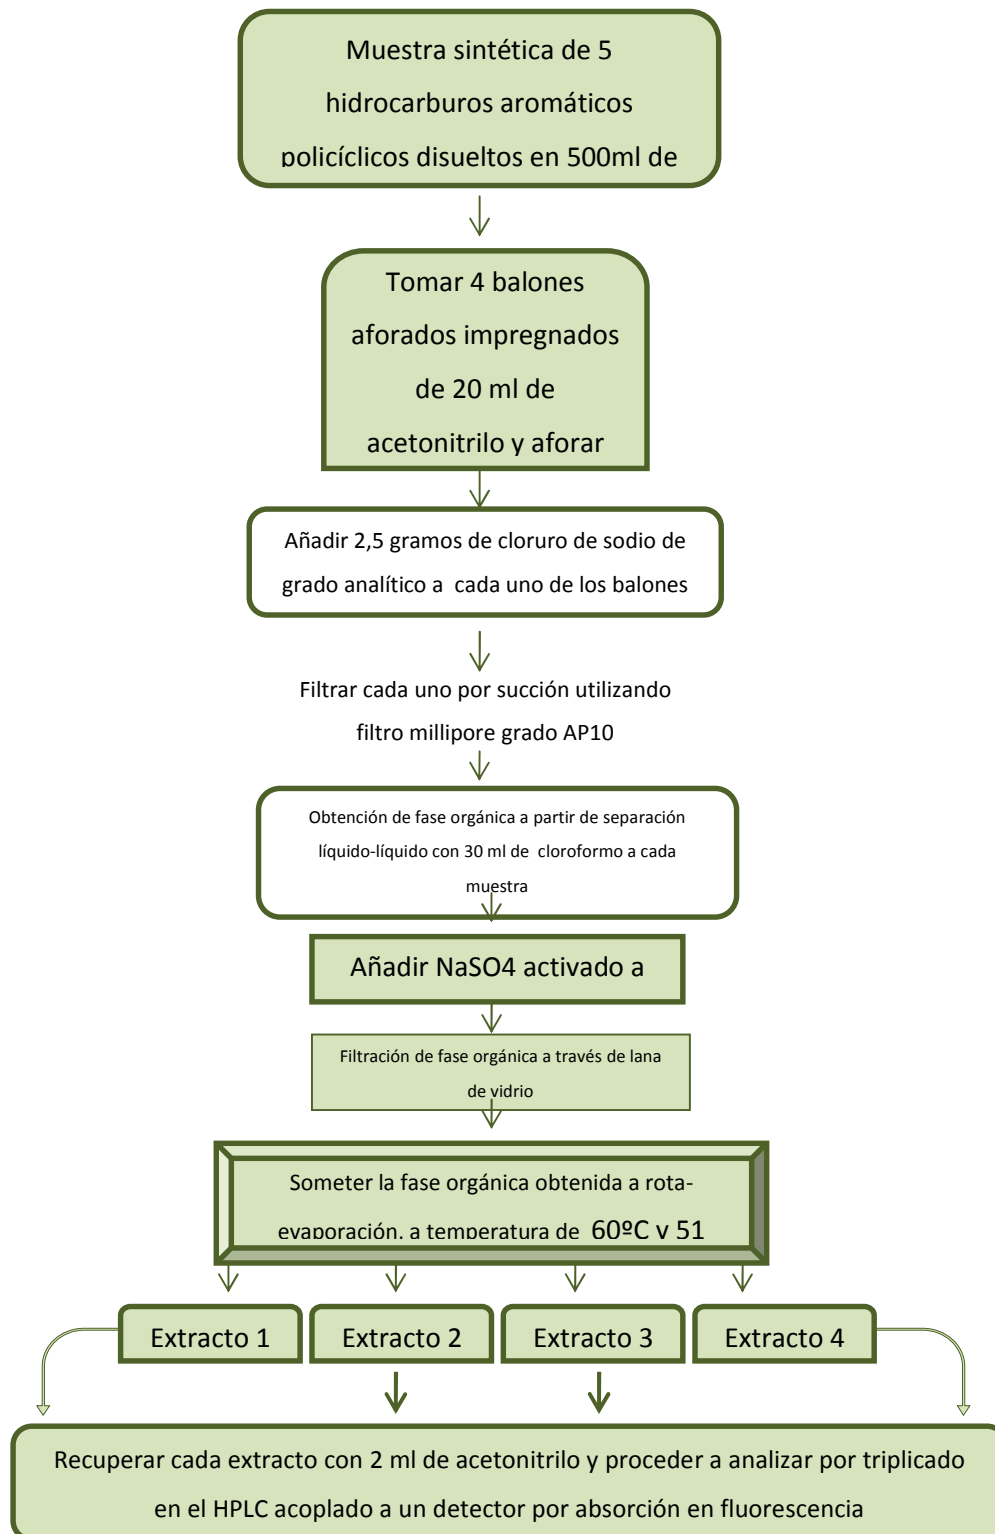 Muestra sintética de 5
hidrocarburos aromáticos
policíclicos disueltos en 500ml de
Tomar 4 balones
aforados impregnados
de 20 ml de
acetonitrilo y aforar
Añadir 2,5 gramos de cloruro de sodio de
grado analítico a cada uno de los balones
Filtrar cada uno por succión utilizando
filtro millipore grado AP10
Obtención de fase orgánica a partir de separación
líquido-líquido con 30 ml de cloroformo a cada
muestra
Añadir NaSO4 activado a
Filtración de fase orgánica a través de lana
de vidrio
Someter la fase orgánica obtenida a rota-
evaporación, a temperatura de 60ºC y 51
Extracto 1
Extracto 2
Extracto 3
Extracto 4
Recuperar cada extracto con 2 ml de acetonitrilo y proceder a analizar por triplicado
en el HPLC acoplado a un detector por absorción en fluorescencia